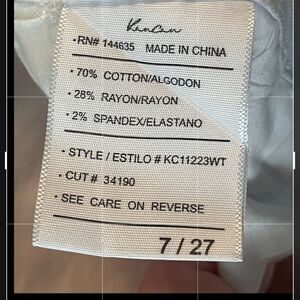 KanCan
• RN# 144635 MADE IN CHINA
• 70% COTTON/ALGODON
• 28% RAYON/RAYON
• 2% SPANDEX/ELASTANO
• STYLE / ESTILO # KC11223WT
• CUT # 34190
• SEE CARE ON REVERSE
7 / 27